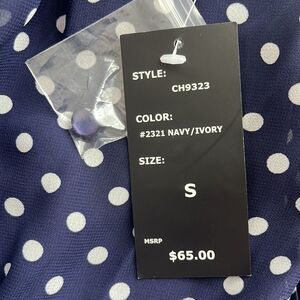 STYLE:
CH9323
COLOR:
#2321 NAVY/IVORY
SIZE:
S
MSRP
$65.00